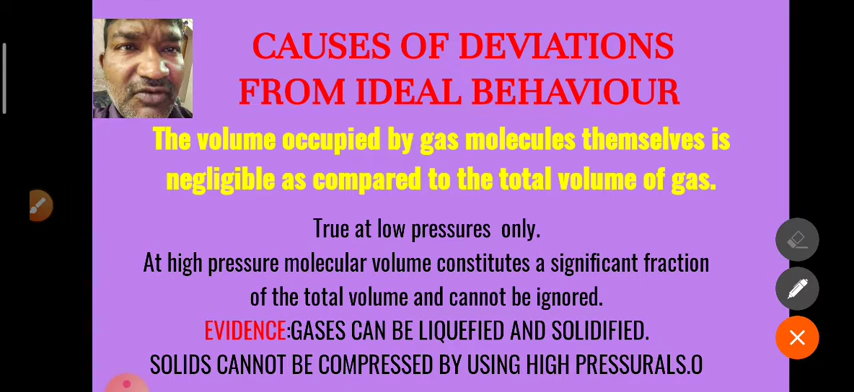 CAUSES OF DEVIATIONS
FROM IDEAL BEHAVIOUR
The volume occupied by gas molecules themselves is
negligible as compared to the total volume of gas.
True at low pressures only.
At high pressure molecular volume constitutes a significant fraction
of the total volume and cannot be ignored.
EVIDENCE:GASES CAN BE LIQUEFIED AND SOLIDIFIED.
SOLIDS CANNOT BE COMPRESSED BY USING HIGH PRESSURALS.O